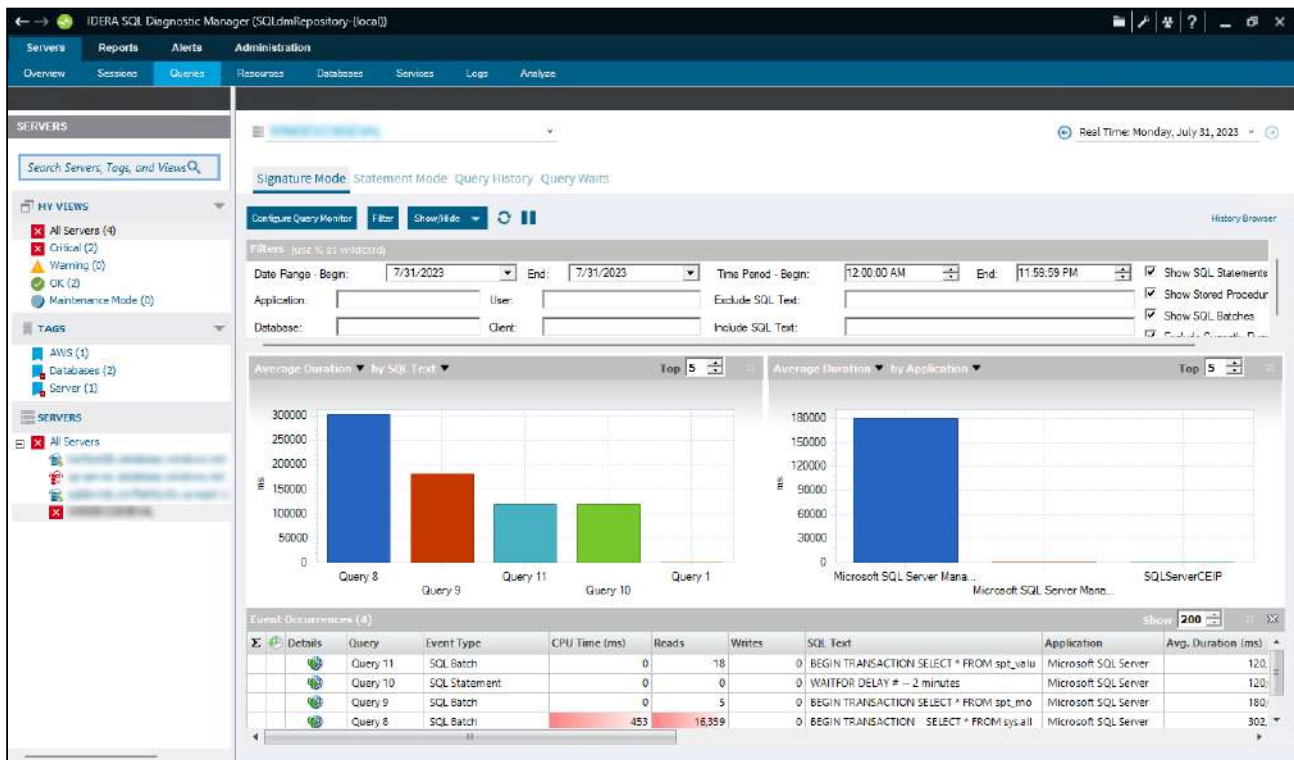 IDERA SQL Diagnostic Manager (SQLdmRepository-(local))
Servers Reports Alerts Administration
Overview Sessions Queries Resources Databases Services Logs Analyze
SERVERS
Real Time: Monday, July 31, 2023
Search Servers, Tags, and Views
Signature Mode Statement Mode Query History Query Waits
MY VIEWS
All Servers (4)
Critical (2)
Warning (0)
OK (2)
Maintenance Mode (0)
TAGS
AWS (1)
Databases (2)
Server (1)
SERVERS
All Servers
Configure Query Monitor Filter Show/Hide History Browser
Filters (use % as wildcard)
Date Range - Begin: 7/31/2023 End: 7/31/2023 Time Period - Begin: 12:00:00 AM End: 11:59:59 PM Show SQL Statements
Application: User: Exclude SQL Text: Show Stored Procedur
Database: Client: Include SQL Text: Show SQL Batches
Average Duration by SQL Text Top 5
300000
250000
200000
150000
100000
50000
0
ms
Query 8 Query 9 Query 11 Query 10 Query 1
Average Duration by Application Top 5
180000
150000
120000
90000
60000
30000
0
ms
Microsoft SQL Server Mana... Microsoft SQL Server Mana... SQLServerCEIP
Event Occurrences (4) Show 200
Σ Details Query Event Type CPU Time (ms) Reads Writes SQL Text Application Avg. Duration (ms)
Query 11 SQL Batch 0 18 0 BEGIN TRANSACTION SELECT * FROM spt_valu Microsoft SQL Server 120,
Query 10 SQL Statement 0 0 0 WAITFOR DELAY # -- 2 minutes Microsoft SQL Server 120,
Query 9 SQL Batch 0 5 0 BEGIN TRANSACTION SELECT * FROM spt_mo Microsoft SQL Server 180,
Query 8 SQL Batch 453 16,359 0 BEGIN TRANSACTION SELECT * FROM sys.all Microsoft SQL Server 302,